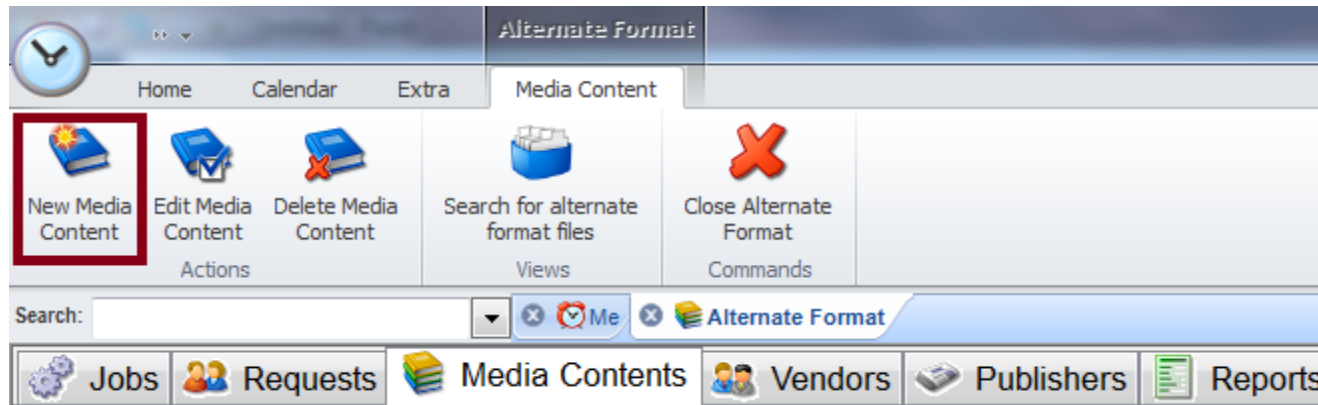 Alternate Format
Home Calendar Extra Media Content
New Media Edit Media Delete Media Search for alternate Close Alternate
Content Content Content format files Format
Actions Views Commands
Search: Me Alternate Format
Jobs Requests Media Contents Vendors Publishers Reports